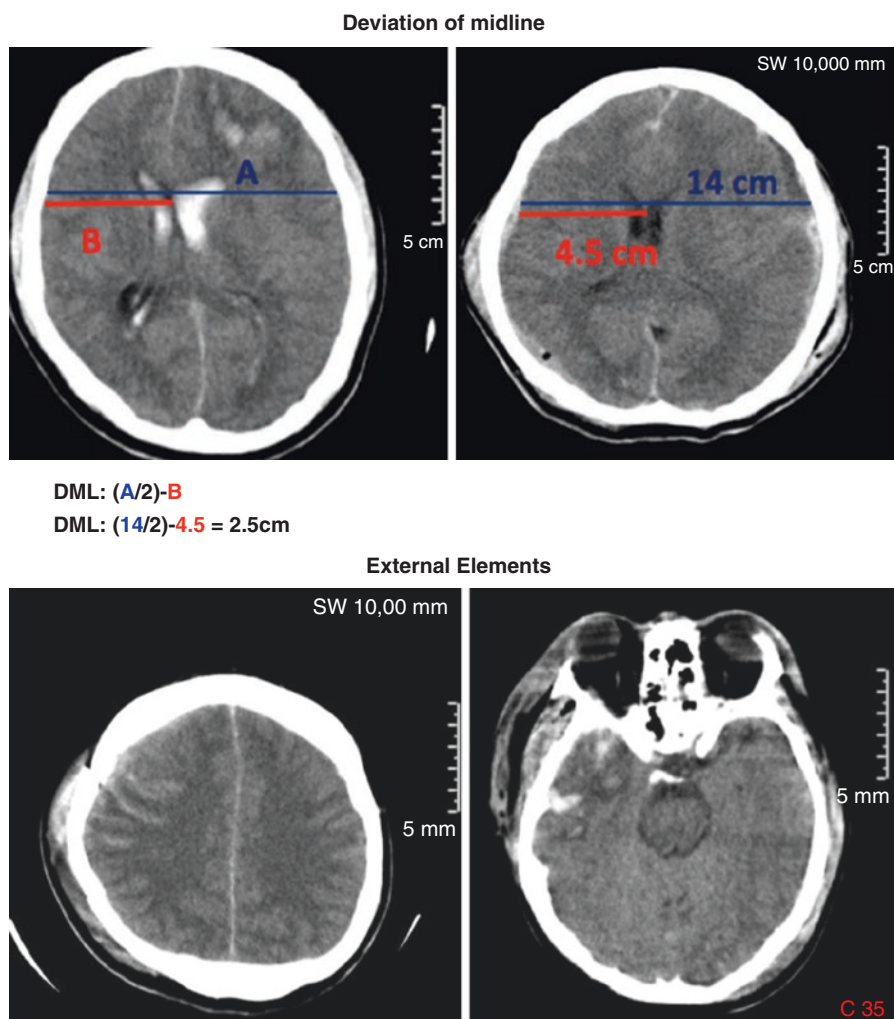 Deviation of midline
SW 10,000 mm
A
B
5 cm
14 cm
4.5 cm
5 cm
DML: (A/2)-B
DML: (14/2)-4.5 = 2.5cm
External Elements
SW 10,00 mm
5 mm
5 mm
C 35